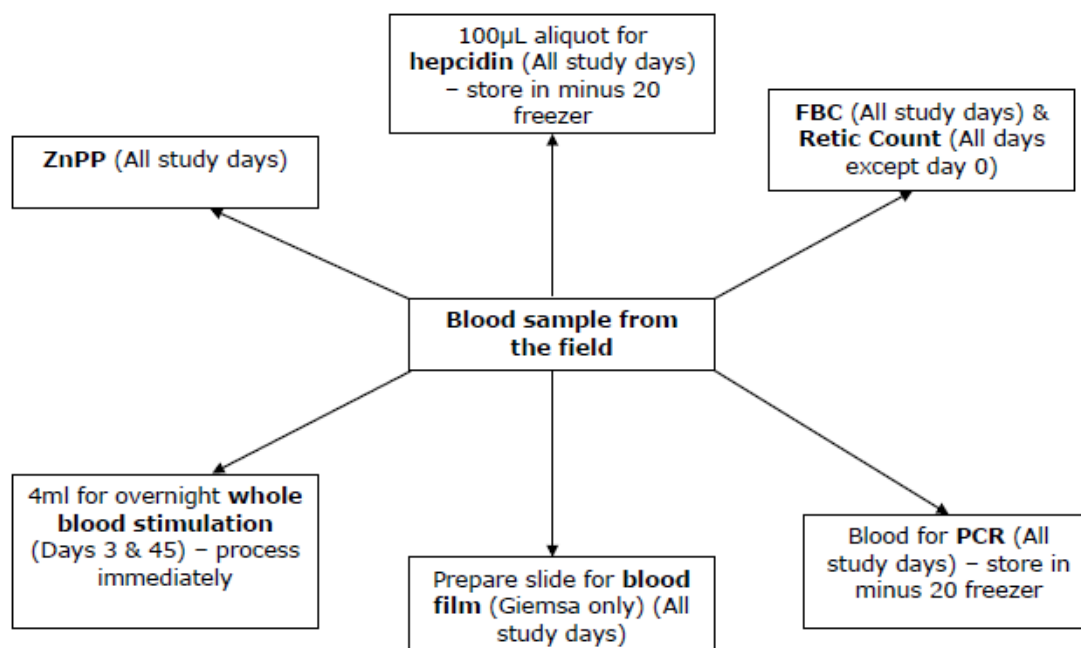 100µL aliquot for
hepcidin (All study days)
– store in minus 20
freezer
FBC (All study days) &
Retic Count (All days
except day 0)
ZnPP (All study days)
Blood sample from
the field
4ml for overnight whole
blood stimulation
(Days 3 & 45) – process
immediately
Prepare slide for blood
film (Giemsa only) (All
study days)
Blood for PCR (All
study days) – store in
minus 20 freezer